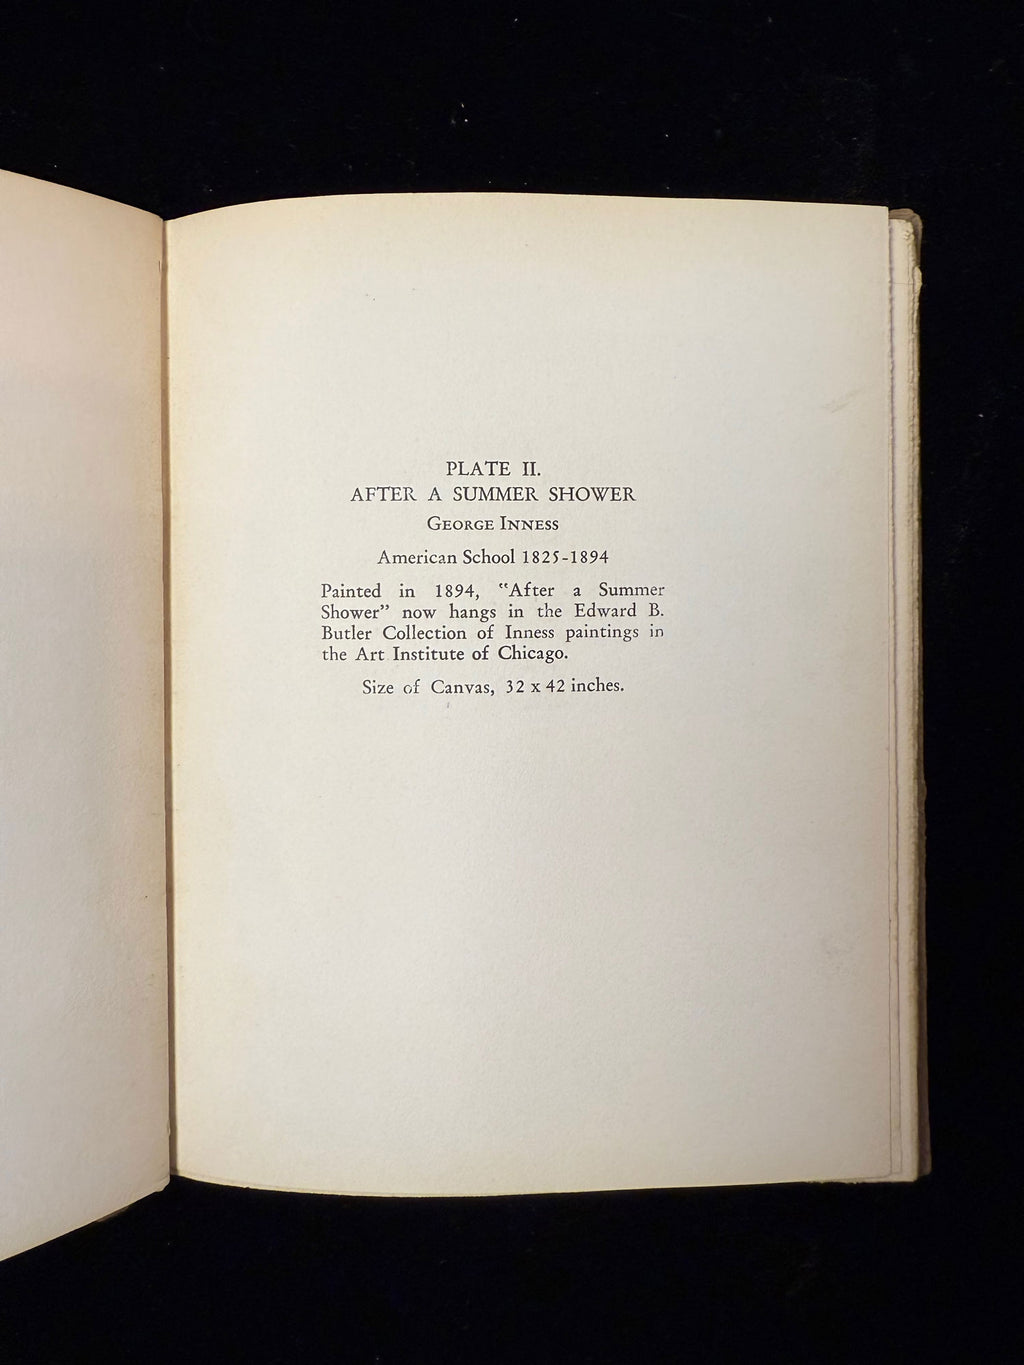 PLATE II.
AFTER A SUMMER SHOWER
GEORGE INNESS
American School 1825-1894
Painted in 1894, "After a Summer
Shower" now hangs in the Edward B.
Butler Collection of Inness paintings in
the Art Institute of Chicago.
Size of Canvas, 32 x 42 inches.